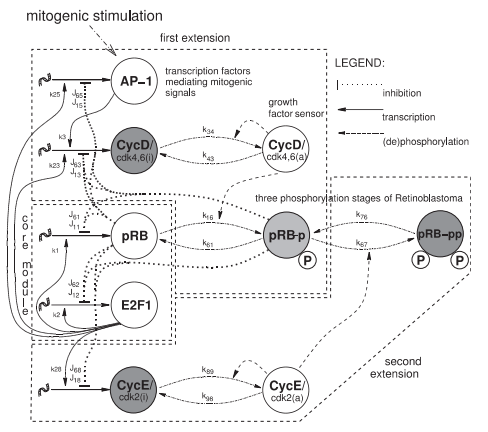 mitogenic stimulation
first extension
LEGEND:
inhibition
transcription
(de)phosphorylation
AP-1
transcription factors
mediating mitogenic
signals
k25
J65
J15
growth
factor sensor
k3
k23
J63
J13
CycD/
cdk4,6(i)
k34
k43
CycD/
cdk4,6(a)
three phosphorylation stages of Retinoblastoma
core module
J61
J11
k1
pRB
k16
k61
pRB-p
P
k76
k67
pRB-pp
P
P
J62
J12
k2
E2F1
k28
J68
J18
CycE/
cdk2(i)
k89
k98
CycE/
cdk2(a)
second
extension